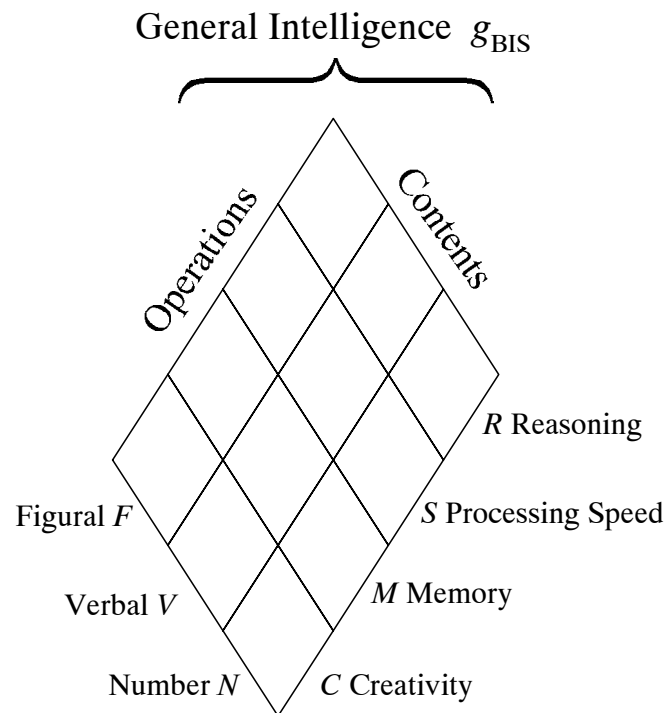 General Intelligence g_BIS
Operations
Contents
R Reasoning
Figural F
S Processing Speed
Verbal V
M Memory
Number N
C Creativity